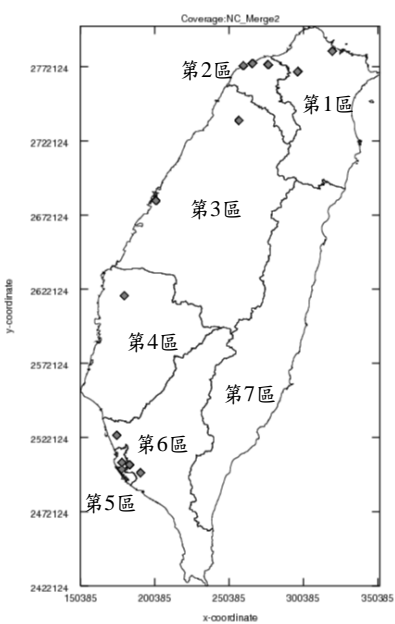 Coverage:NC_Merge2
2772124
第2區
第1區
2722124
2672124
第3區
2622124
y-coordinate
第4區
2572124
第7區
2522124
第6區
第5區
2472124
2422124
150385 200385 250385 300385 350385
x-coordinate